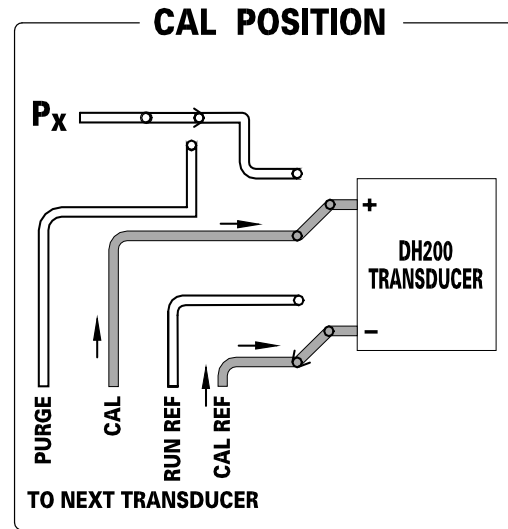 CAL POSITION
Px
+
DH200
TRANSDUCER
-
PURGE
CAL
RUN REF
CAL REF
TO NEXT TRANSDUCER